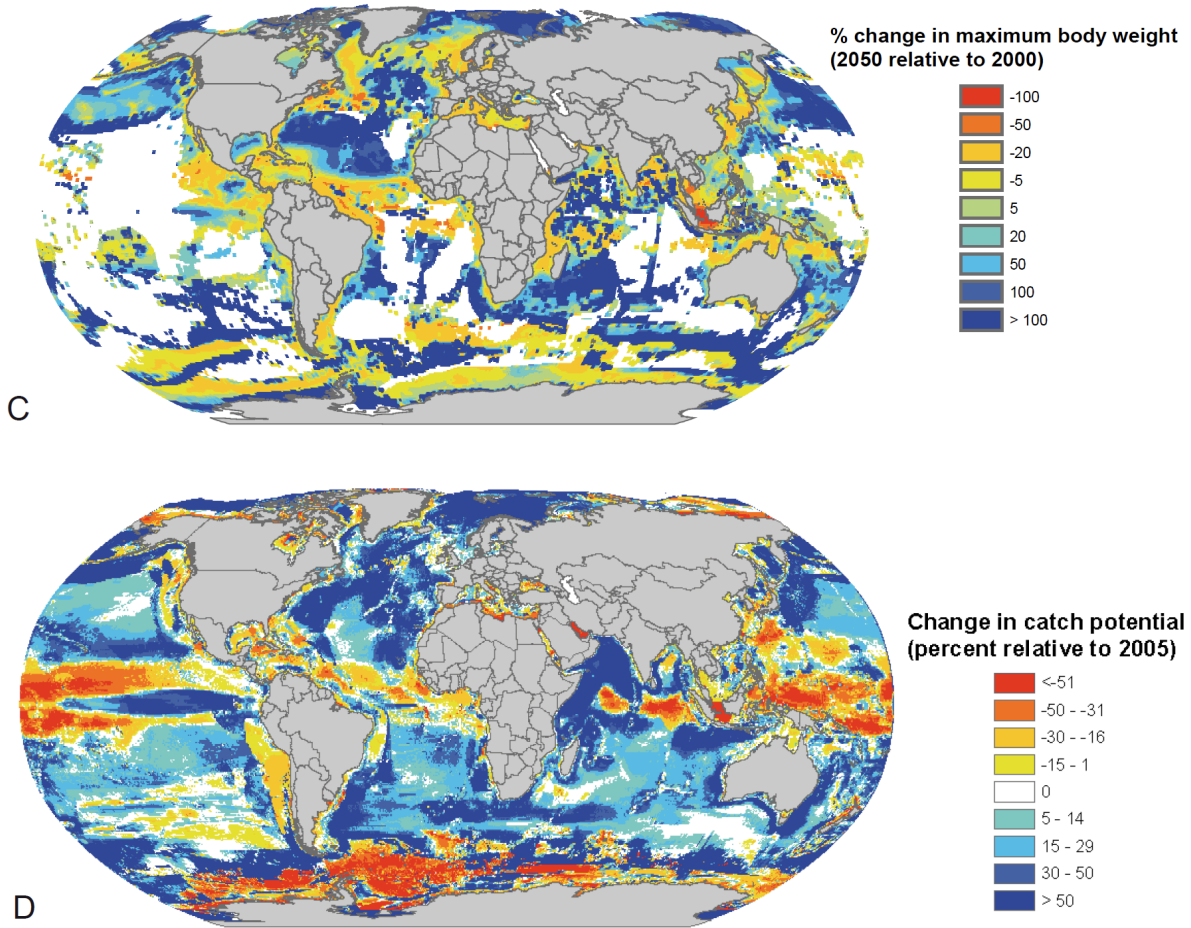 % change in maximum body weight
(2050 relative to 2000)
-100
-50
-20
-5
5
20
50
100
> 100
C
Change in catch potential
(percent relative to 2005)
<-51
-50 - -31
-30 - -16
-15 - 1
0
5 - 14
15 - 29
30 - 50
> 50
D